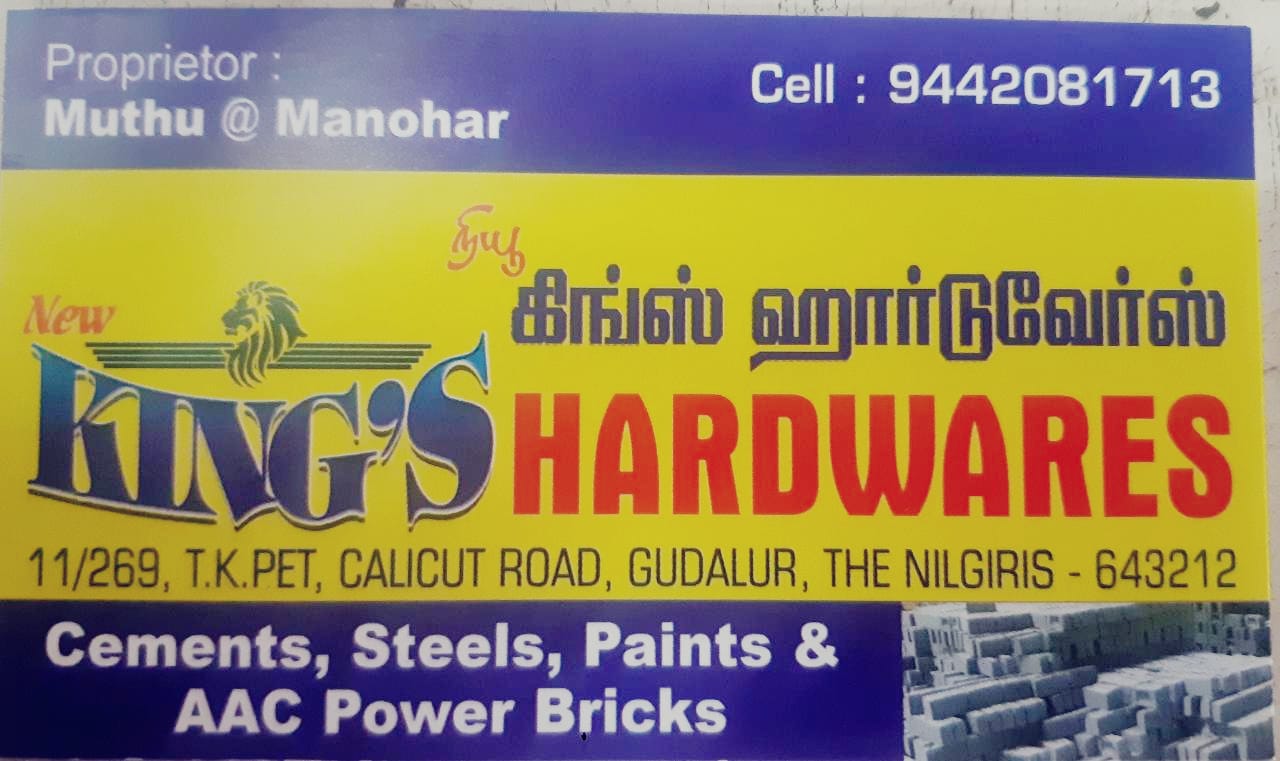 Proprietor :
Muthu @ Manohar
Cell : 9442081713
நியூ
கிங்ஸ் ஹார்டுவேர்ஸ்
New
KING'S
HARDWARES
11/269, T.K.PET, CALICUT ROAD, GUDALUR, THE NILGIRIS - 643212
Cements, Steels, Paints &
AAC Power Bricks